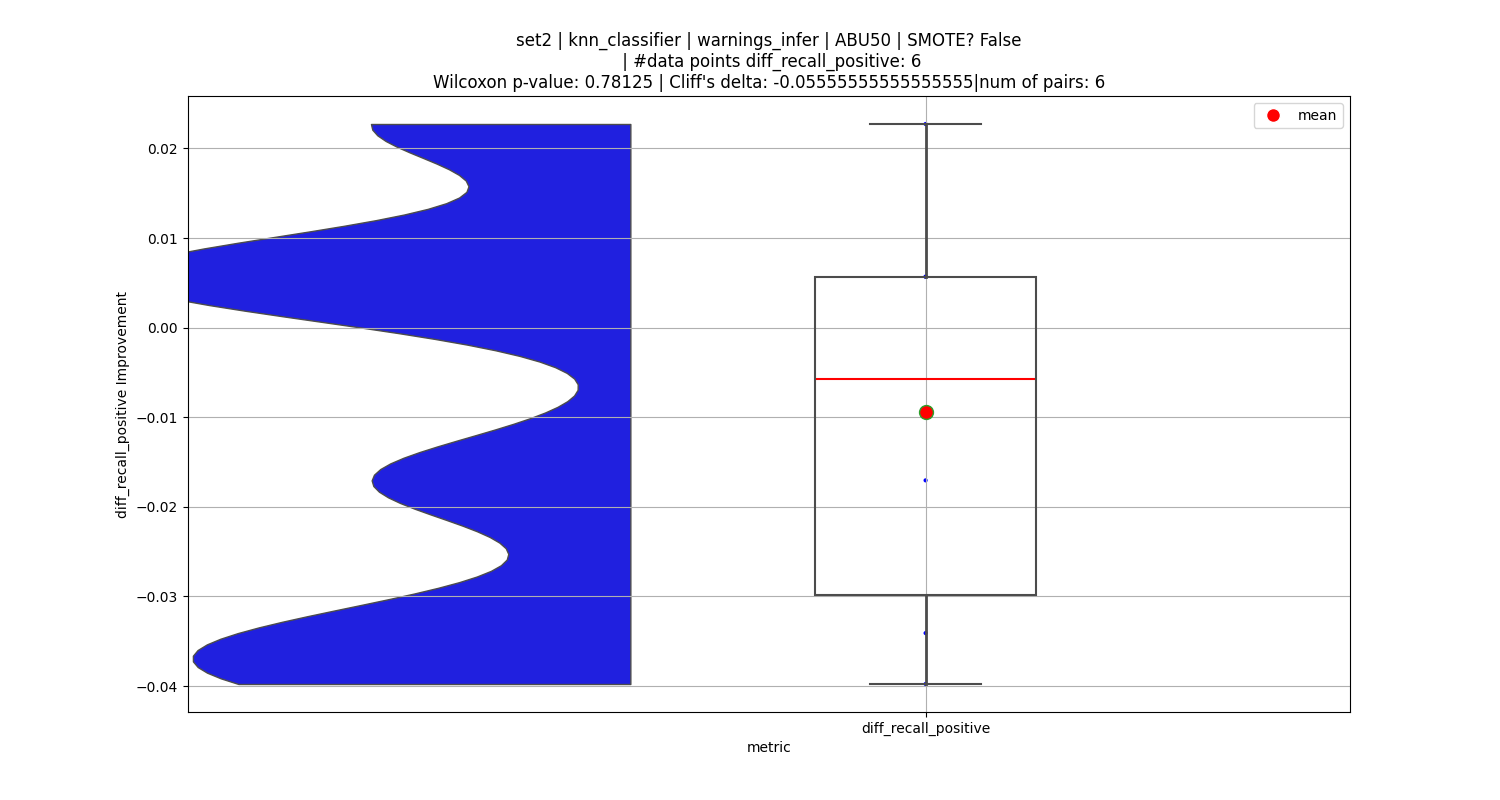 set2 | knn_classifier | warnings_infer | ABU50 | SMOTE? False
| #data points diff_recall_positive: 6
Wilcoxon p-value: 0.78125 | Cliff's delta: -0.05555555555555555|num of pairs: 6
mean
0.02
0.01
0.00
−0.01
−0.02
−0.03
−0.04
diff_recall_positive Improvement
diff_recall_positive
metric